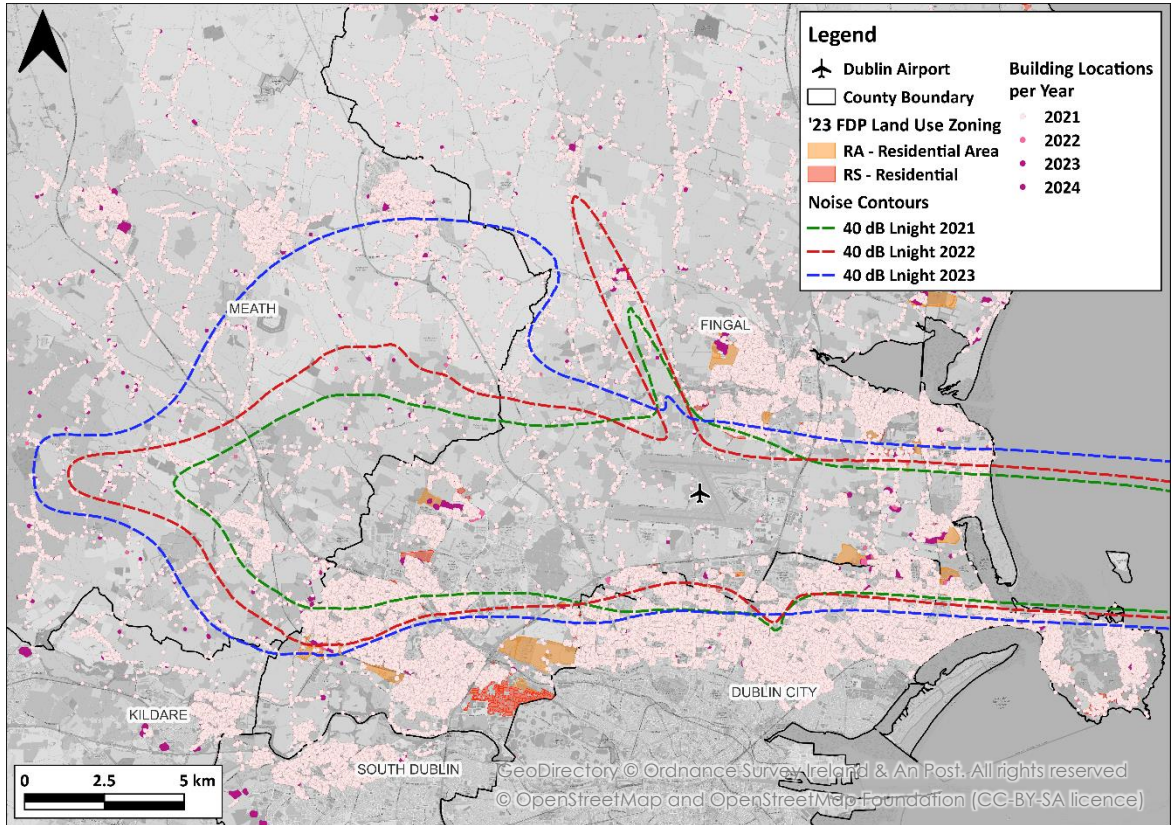 Legend
Dublin Airport
County Boundary
'23 FDP Land Use Zoning
RA - Residential Area
RS - Residential
Noise Contours
40 dB Lnight 2021
40 dB Lnight 2022
40 dB Lnight 2023
Building Locations
per Year
2021
2022
2023
2024
MEATH
FINGAL
DUBLIN CITY
KILDARE
SOUTH DUBLIN
0 2.5 5 km
GeoDirectory © Ordnance Survey Ireland & An Post. All rights reserved
© OpenStreetMap and OpenStreetMap Foundation (CC-BY-SA licence)